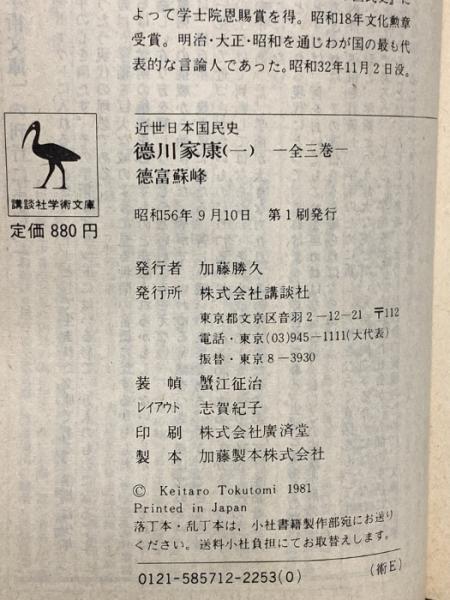 よって学士院恩賜賞を得。昭和18年文化勲章
受賞。明治・大正・昭和を通じわが国の最も代
表的な言論人であった。昭和32年11月2日没。
講談社学術文庫
定価 880 円
近世日本国民史
徳川家康(一) —全三巻—
徳富蘇峰
昭和56年9月10日 第1刷発行
発行者 加藤勝久
発行所 株式会社講談社
東京都文京区音羽2−12−21 〒112
電話・東京(03)945−1111(大代表)
振替・東京8−3930
装幀 蟹江征治
レイアウト 志賀紀子
印刷 株式会社廣済堂
製本 加藤製本株式会社
© Keitaro Tokutomi 1981
Printed in Japan
落丁本・乱丁本は、小社書籍製作部宛にお送り
ください。送料小社負担にてお取替えします。
0121-585712-2253(0)
(術E)